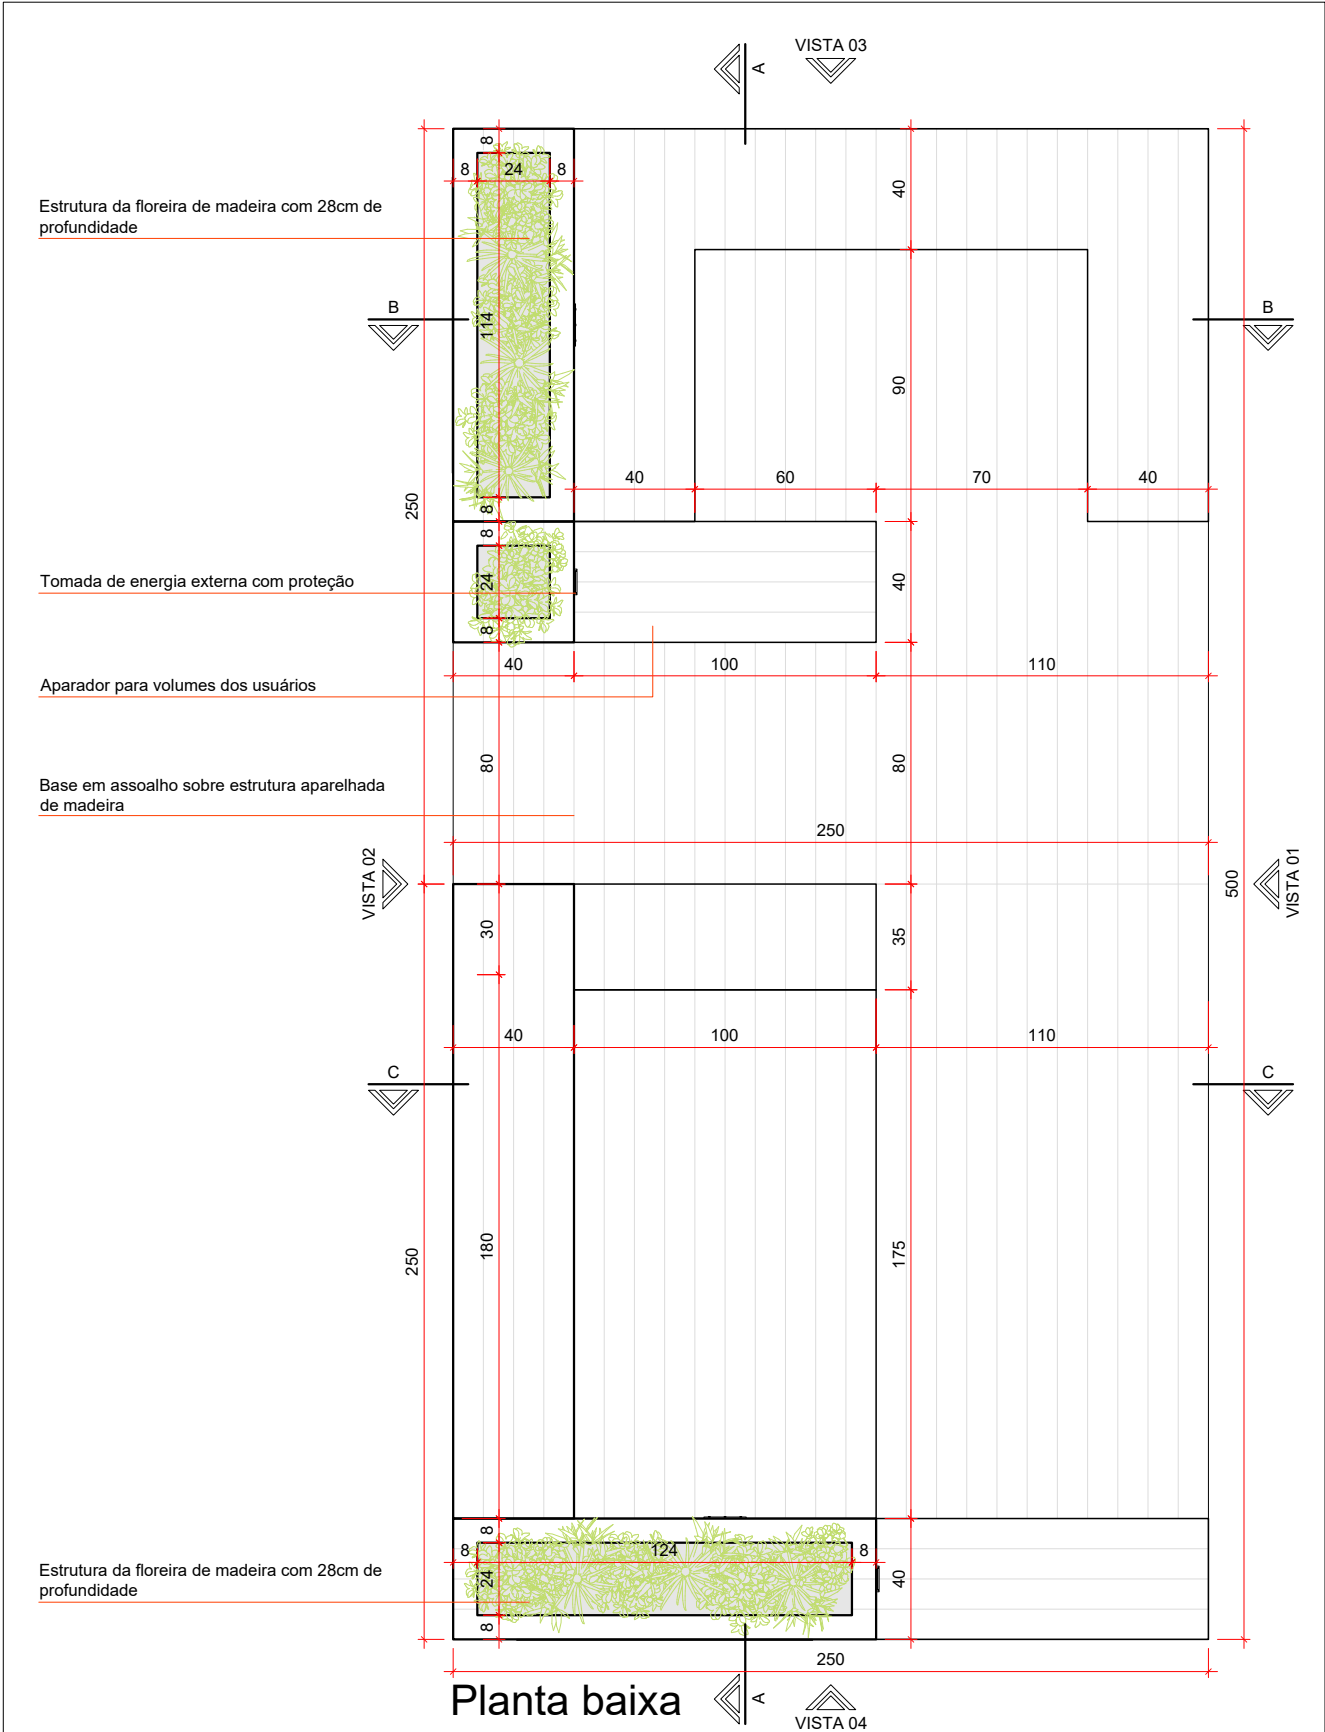 VISTA 03
A
8
8
24
8
40
Estrutura da floreira de madeira com 28cm de
profundidade
B
B
114
90
250
40
60
70
40
8
8
Tomada de energia externa com proteção
24
40
8
40
100
110
Aparador para volumes dos usuários
80
80
Base em assoalho sobre estrutura aparelhada
de madeira
250
VISTA 02
500
VISTA 01
30
35
40
100
110
C
C
250
180
175
8
8
124
8
Estrutura da floreira de madeira com 28cm de
profundidade
24
40
8
250
Planta baixa
A
VISTA 04